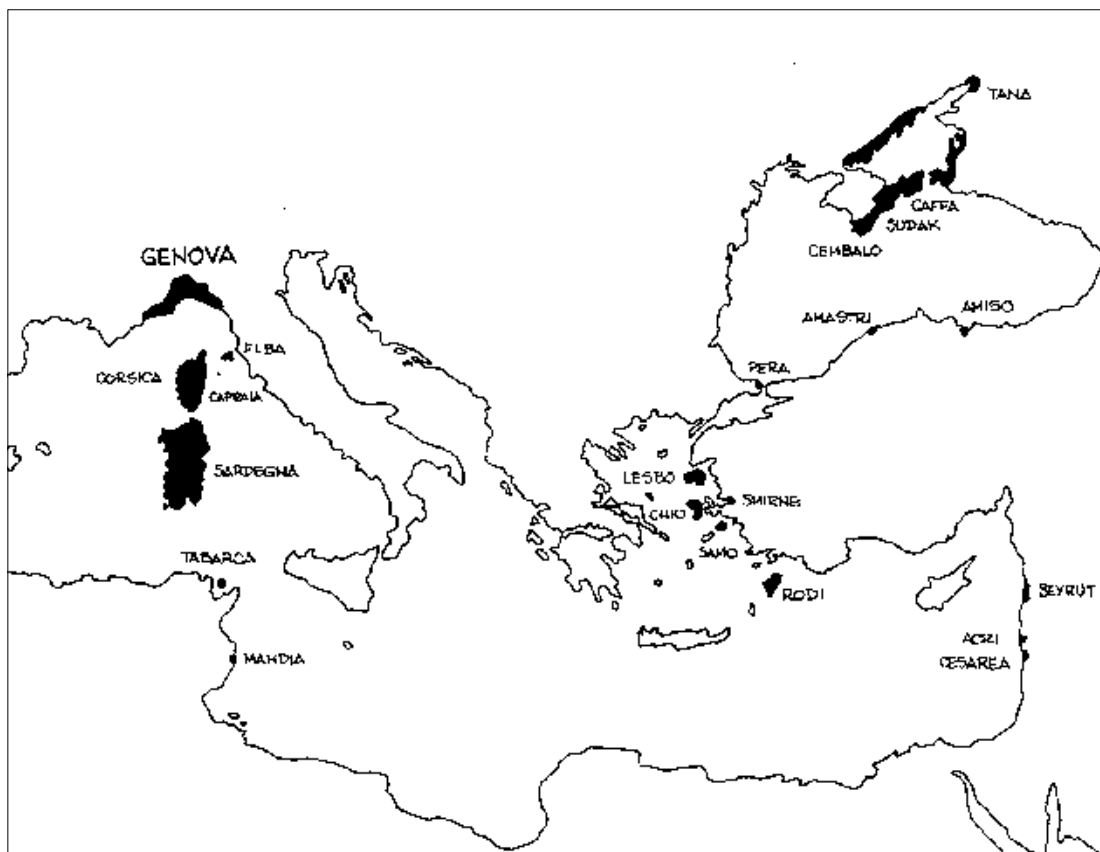 TANA
CAFFA
SUDAK
CEMBALO
GENOVA
AMASTRI
AMISO
ELBA
PERA
CORSICA
CAPRAIA
SARDEGNA
LESBO
SMIRNE
CHIO
SAMO
TABARCA
RODI
BEYRUT
ACRI
CESAREA
MAHDIA